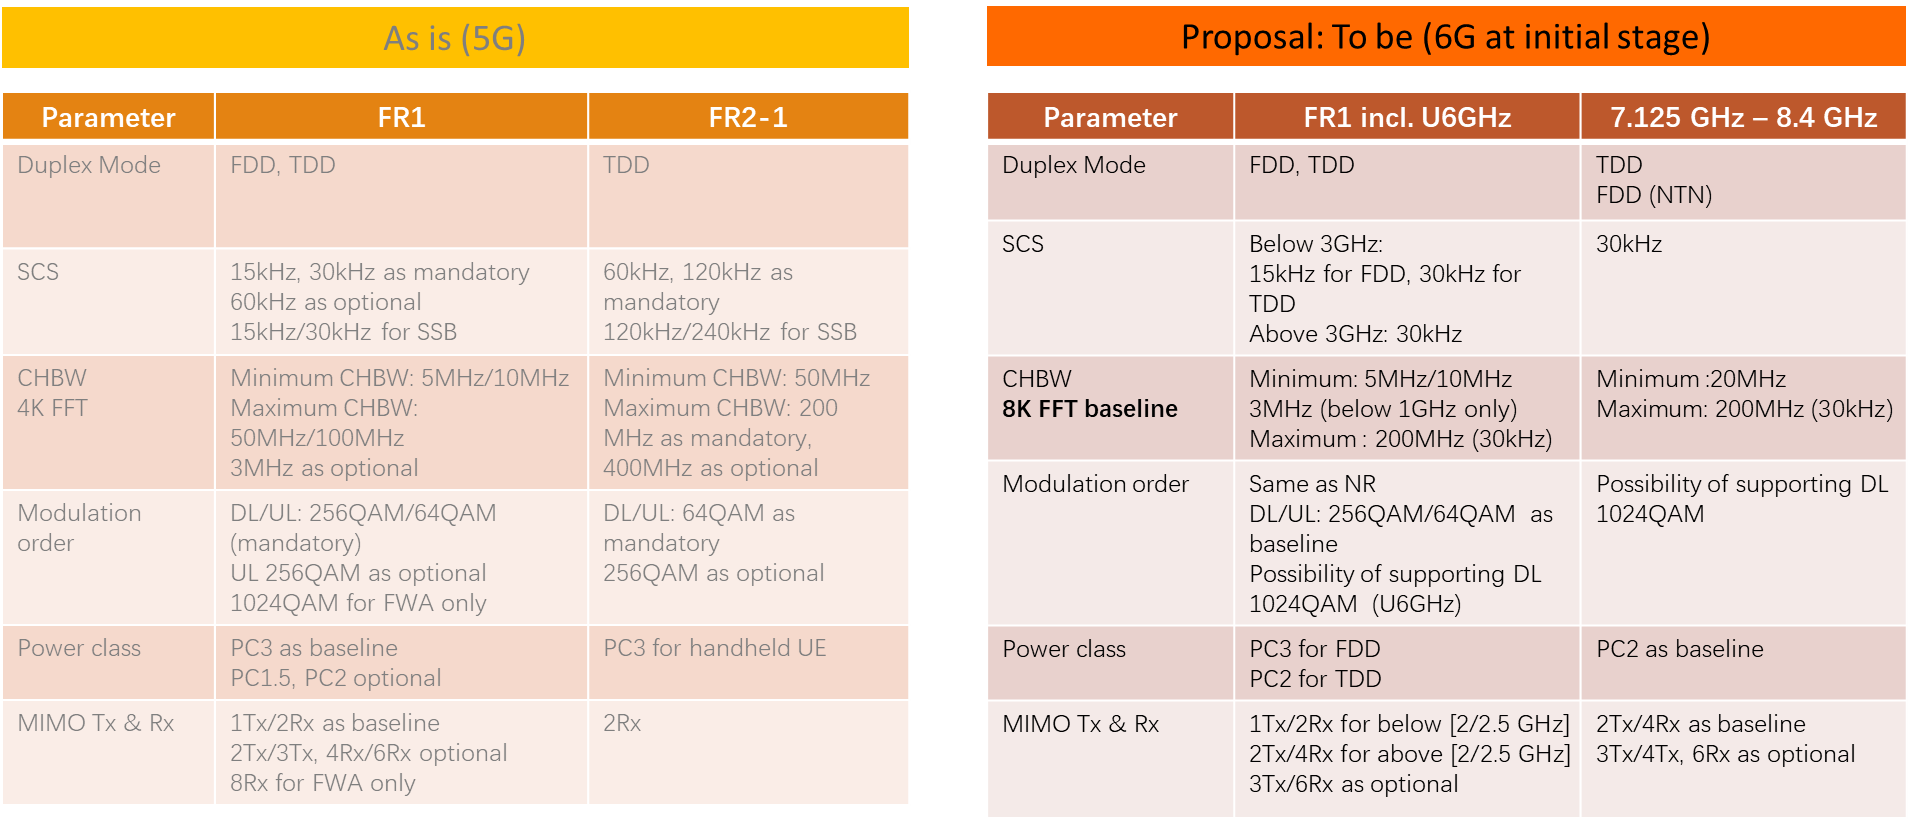 As is (5G)
Parameter
FR1
FR2-1
Duplex Mode
FDD, TDD
TDD
SCS
15kHz, 30kHz as mandatory
60kHz as optional
15kHz/30kHz for SSB
60kHz, 120kHz as
mandatory
120kHz/240kHz for SSB
CHBW
4K FFT
Minimum CHBW: 5MHz/10MHz
Maximum CHBW:
50MHz/100MHz
3MHz as optional
Minimum CHBW: 50MHz
Maximum CHBW: 200
MHz as mandatory,
400MHz as optional
Modulation
order
DL/UL: 256QAM/64QAM
(mandatory)
UL 256QAM as optional
1024QAM for FWA only
DL/UL: 64QAM as
mandatory
256QAM as optional
Power class
PC3 as baseline
PC1.5, PC2 optional
PC3 for handheld UE
MIMO Tx & Rx
1Tx/2Rx as baseline
2Tx/3Tx, 4Rx/6Rx optional
8Rx for FWA only
2Rx
Proposal: To be (6G at initial stage)
Parameter
FR1 incl. U6GHz
7.125 GHz – 8.4 GHz
Duplex Mode
FDD, TDD
TDD
FDD (NTN)
SCS
Below 3GHz:
15kHz for FDD, 30kHz for
TDD
Above 3GHz: 30kHz
30kHz
CHBW
8K FFT baseline
Minimum: 5MHz/10MHz
3MHz (below 1GHz only)
Maximum : 200MHz (30kHz)
Minimum :20MHz
Maximum: 200MHz (30kHz)
Modulation order
Same as NR
DL/UL: 256QAM/64QAM as
baseline
Possibility of supporting DL
1024QAM (U6GHz)
Possibility of supporting DL
1024QAM
Power class
PC3 for FDD
PC2 for TDD
PC2 as baseline
MIMO Tx & Rx
1Tx/2Rx for below [2/2.5 GHz]
2Tx/4Rx for above [2/2.5 GHz]
3Tx/6Rx as optional
2Tx/4Rx as baseline
3Tx/4Tx, 6Rx as optional